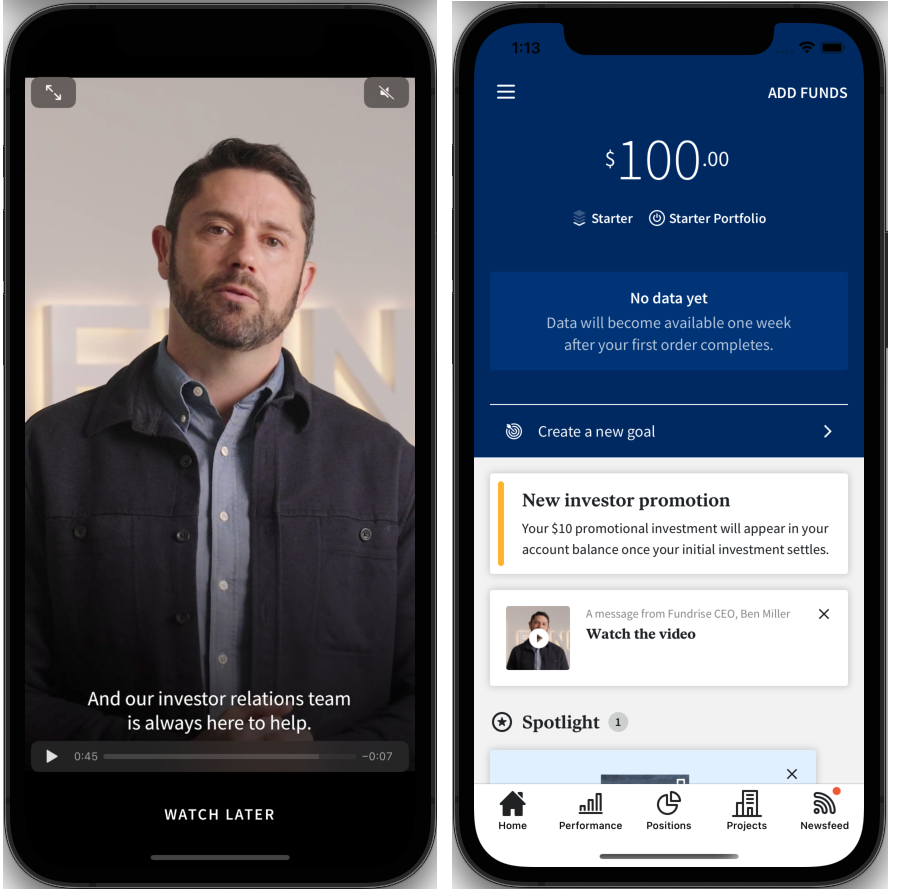 FUN
And our investor relations team
is always here to help.
0:45
−0:07
WATCH LATER
1:13
ADD FUNDS
$100.00
Starter
Starter Portfolio
No data yet
Data will become available one week
after your first order completes.
Create a new goal
New investor promotion
Your $10 promotional investment will appear in your
account balance once your initial investment settles.
A message from Fundrise CEO, Ben Miller
Watch the video
Spotlight 1
Home
Performance
Positions
Projects
Newsfeed